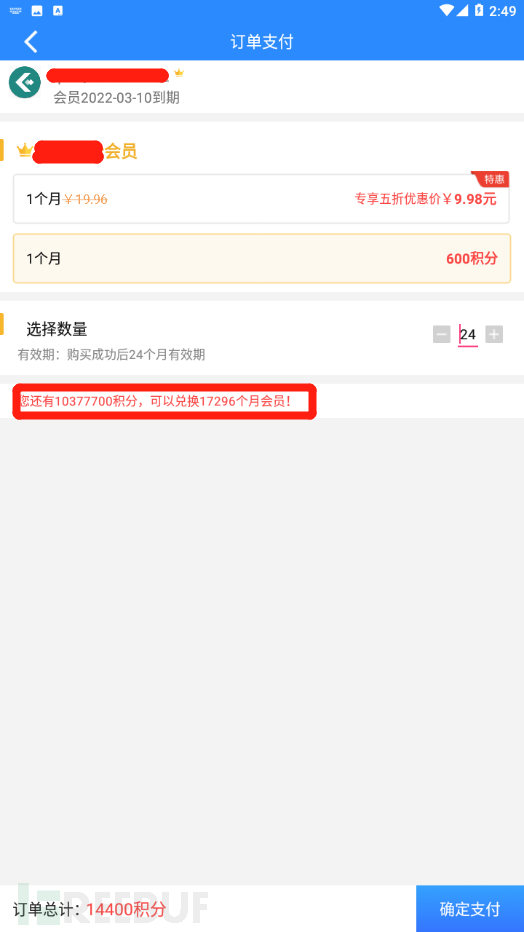 2:49
订单支付
会员2022-03-10到期
会员
特惠
1个月￥19.96 专享五折优惠价￥9.98元
1个月 600积分
选择数量
24
有效期：购买成功后24个月有效期
您还有10377700积分，可以兑换17296个月会员！
订单总计：14400积分
确定支付
REEBUF